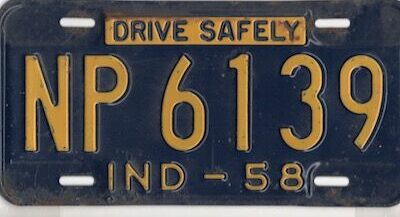 DRIVE SAFELY
NP 6139
IND - 58